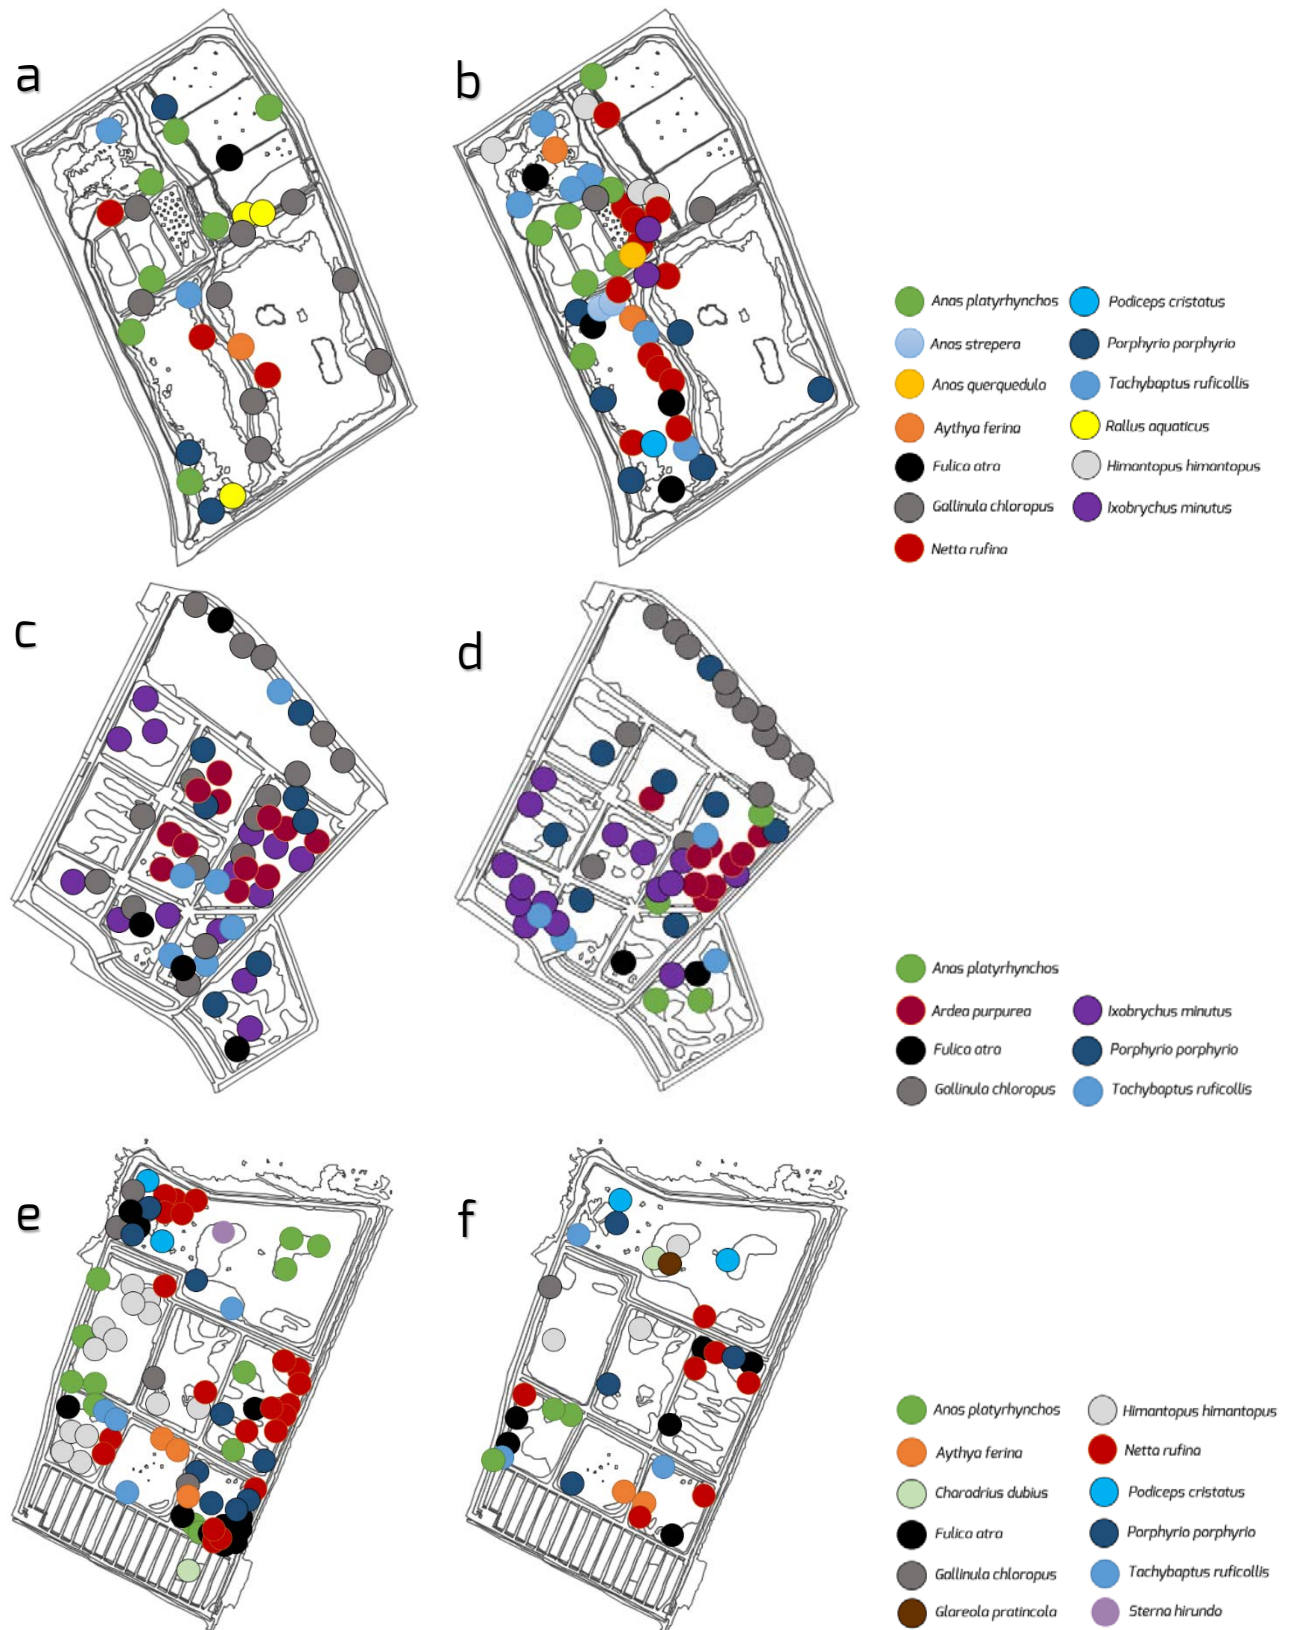 a
b
Anas platyrhynchos
Podiceps cristatus
Anas strepera
Porphyrio porphyrio
Anas querquedula
Tachybaptus ruficollis
Aythya ferina
Rallus aquaticus
Fulica atra
Himantopus himantopus
Gallinula chloropus
Ixobrychus minutus
Netta rufina
c
d
Anas platyrhynchos
Ardea purpurea
Ixobrychus minutus
Fulica atra
Porphyrio porphyrio
Gallinula chloropus
Tachybaptus ruficollis
e
f
Anas platyrhynchos
Himantopus himantopus
Aythya ferina
Netta rufina
Charadrius dubius
Podiceps cristatus
Fulica atra
Porphyrio porphyrio
Gallinula chloropus
Tachybaptus ruficollis
Glareola pratincola
Sterna hirundo